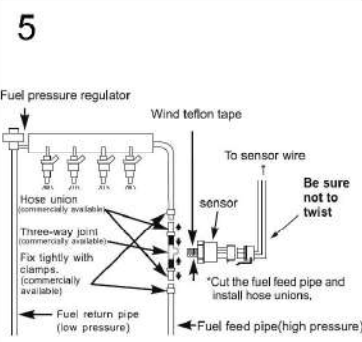 5
Fuel pressure regulator
Wind teflon tape
To sensor wire
Be sure
not to
twist
Hose union
(commercially available)
sensor
Three-way joint
(commercially available)
Fix tightly with
clamps.
(commercially
available)
*Cut the fuel feed pipe and
install hose unions,
Fuel return pipe
(low pressure)
Fuel feed pipe(high pressure)